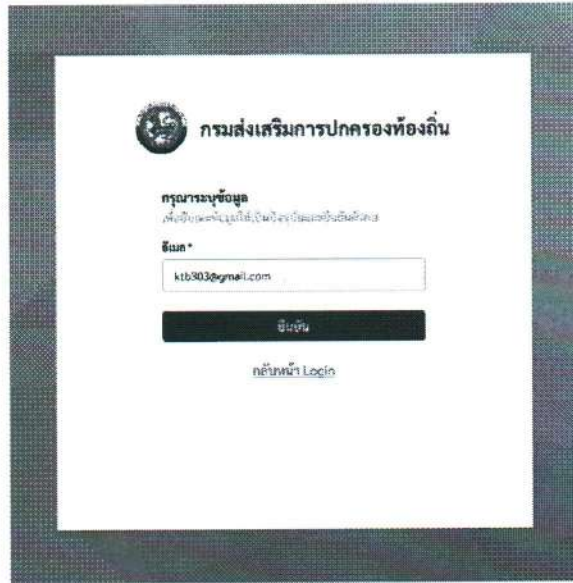 กรมส่งเสริมการปกครองท้องถิ่น
กรุณาระบุข้อมูล
อีเมล *
ktb303@gmail.com
ยืนยัน
กลับหน้า Login